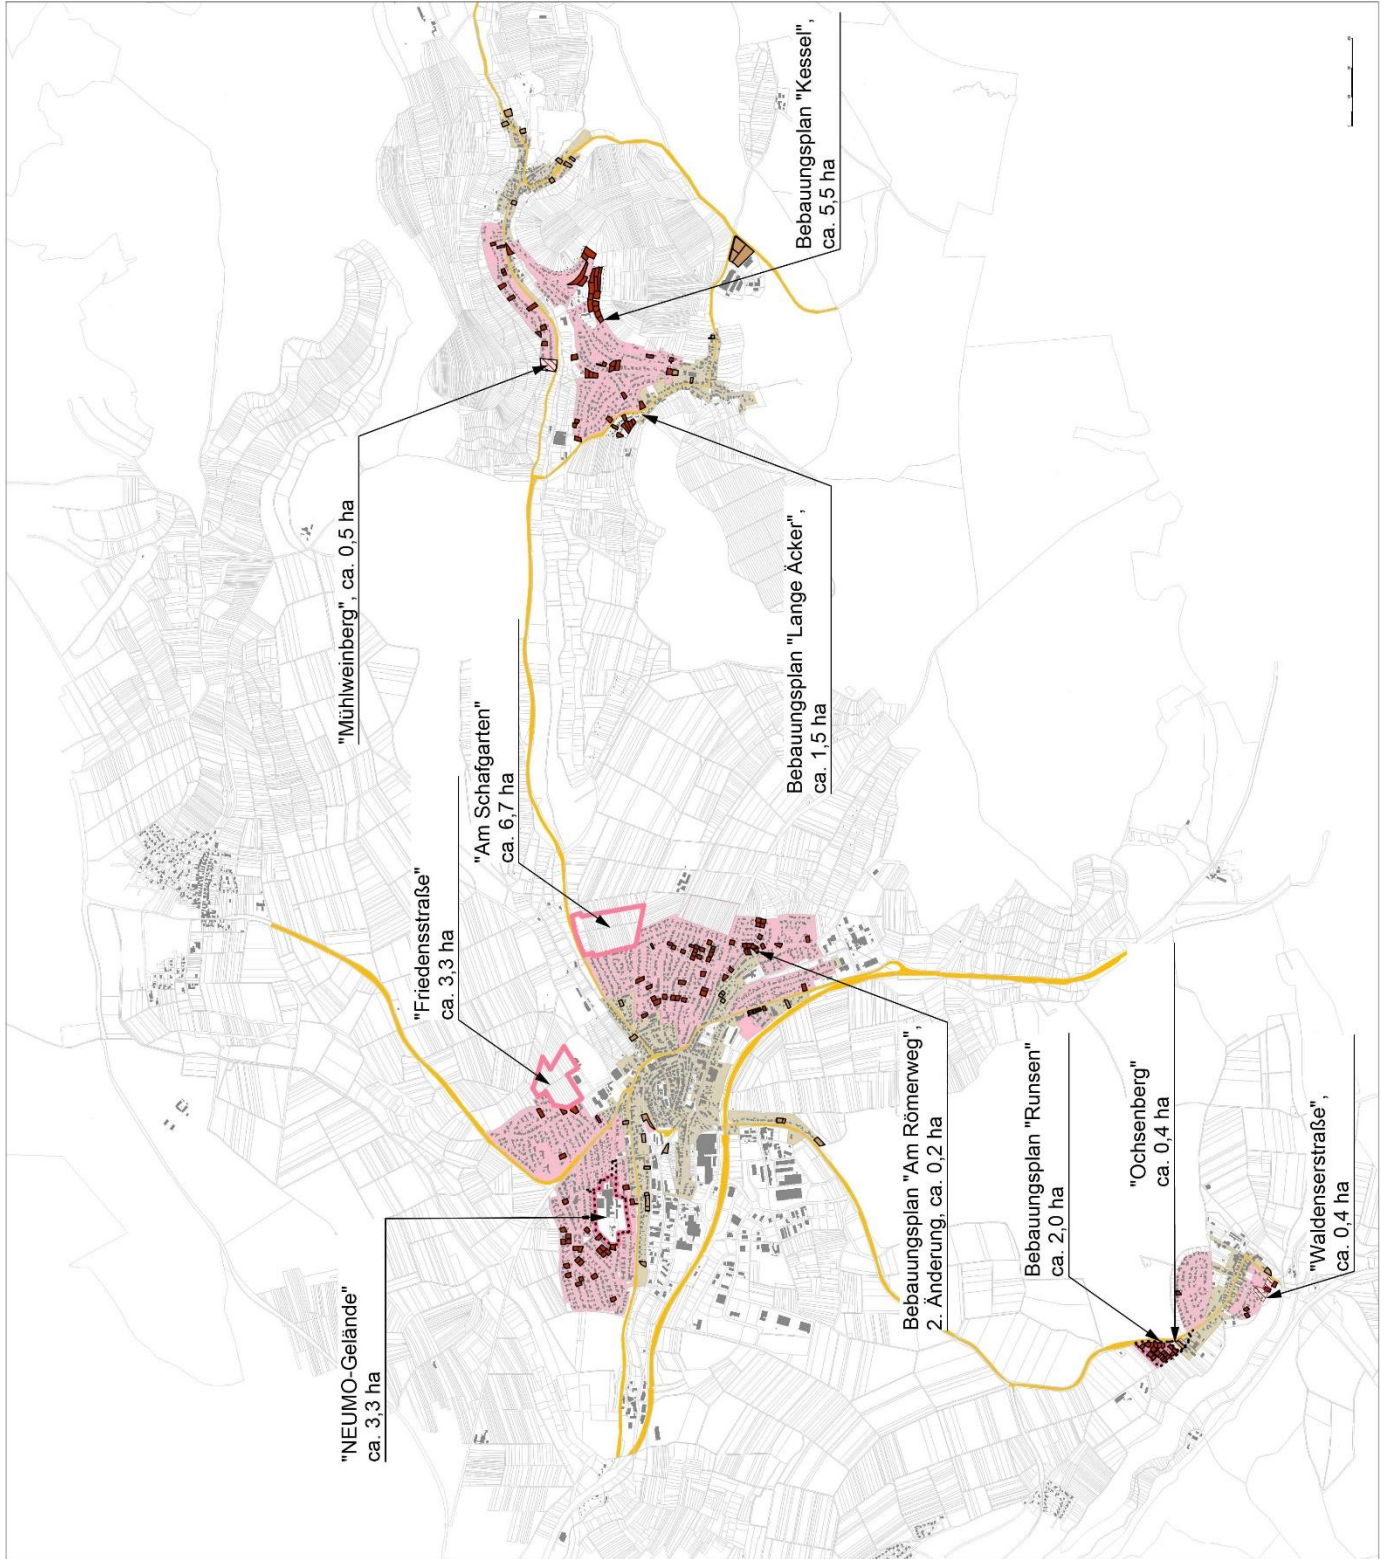 "NEUMO-Gelände"
ca. 3,3 ha
"Friedensstraße"
ca. 3,3 ha
"Am Schafgarten"
ca. 6,7 ha
"Mühlweinberg", ca. 0,5 ha
Bebauungsplan "Kessel",
ca. 5,5 ha
Bebauungsplan "Lange Äcker",
ca. 1,5 ha
Bebauungsplan "Am Römerweg",
2. Änderung, ca. 0,2 ha
Bebauungsplan "Runsen"
ca. 2,0 ha
"Ochsenberg"
ca. 0,4 ha
"Waldenserstraße",
ca. 0,4 ha